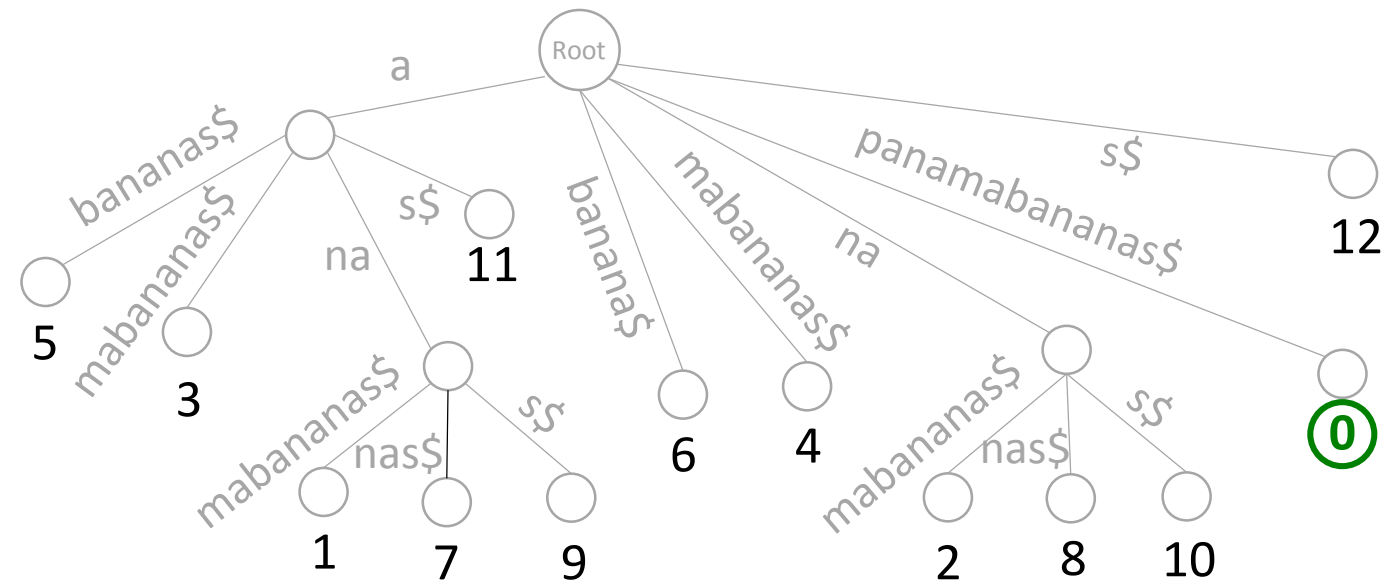 Root
a
bananas$
mabananas$
na
s$
banana$
mabananas$
na
panamabananas$
s$
12
11
5
3
mabananas$
nas$
s$
6
4
mabananas$
nas$
s$
0
1
7
9
2
8
10